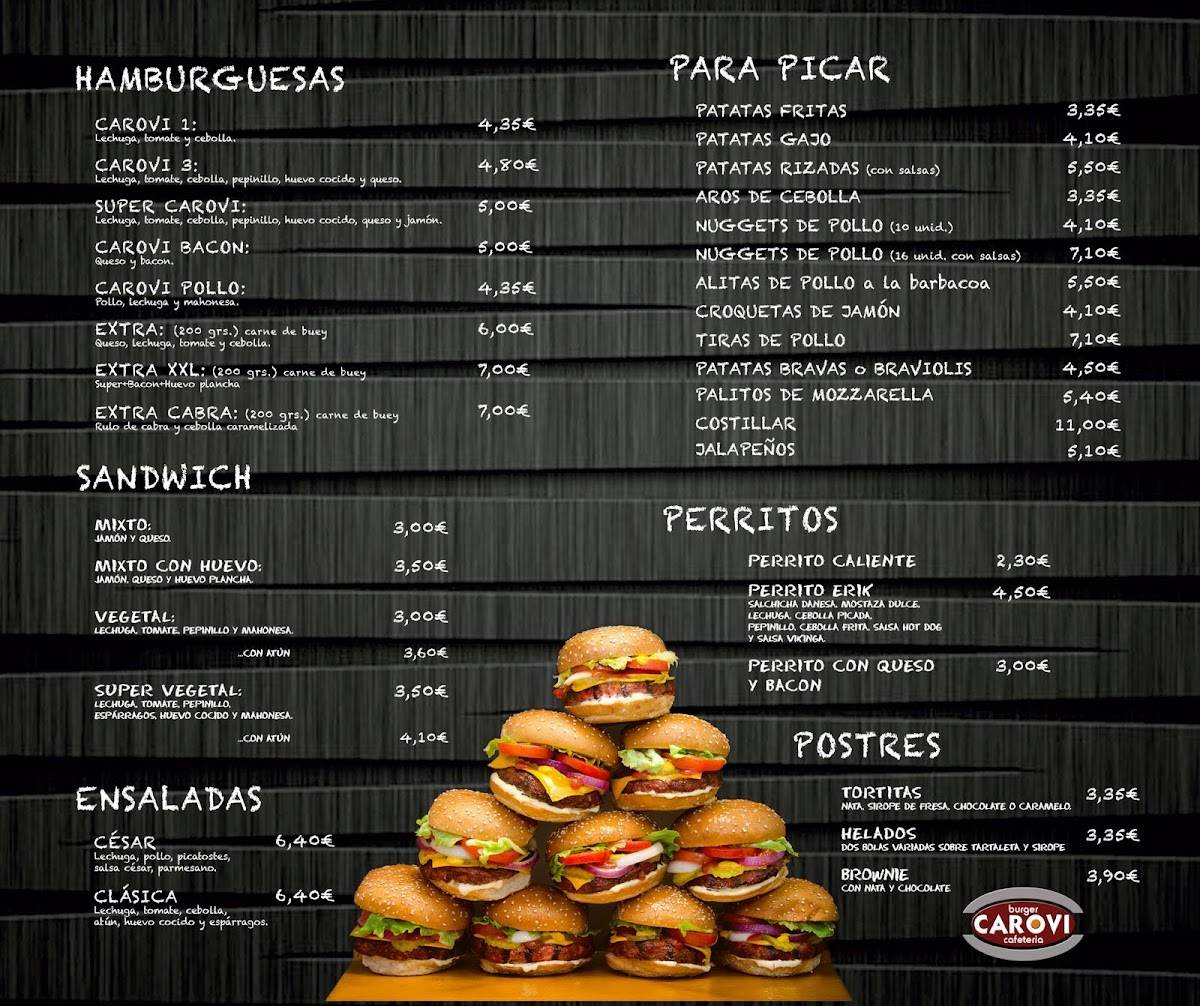 HAMBURGUESAS
CAROVI 1: 4,35€
Lechuga, tomate y cebolla.
CAROVI 3: 4,80€
Lechuga, tomate, cebolla, pepinillo, huevo cocido y queso.
SUPER CAROVI: 5,00€
Lechuga, tomate, cebolla, pepinillo, huevo cocido, queso y jamón.
CAROVI BACON: 5,00€
Queso y bacon.
CAROVI POLLO: 4,35€
Pollo, lechuga y mahonesa.
EXTRA: (200 grs.) carne de buey 6,00€
Queso, lechuga, tomate y cebolla.
EXTRA XXL: (200 grs.) carne de buey 7,00€
Super+Bacon+Huevo plancha
EXTRA CABRA: (200 grs.) carne de buey 7,00€
Rulo de cabra y cebolla caramelizada
SANDWICH
MIXTO: 3,00€
JAMÓN Y QUESO.
MIXTO CON HUEVO: 3,50€
JAMÓN, QUESO Y HUEVO PLANCHA.
VEGETAL: 3,00€
LECHUGA, TOMATE, PEPINILLO Y MAHONESA.
...CON ATÚN 3,60€
SUPER VEGETAL: 3,50€
LECHUGA, TOMATE, PEPINILLO,
ESPÁRRAGOS, HUEVO COCIDO Y MAHONESA.
...CON ATÚN 4,10€
ENSALADAS
CÉSAR 6,40€
Lechuga, pollo, picatostes,
salsa césar, parmesano.
CLÁSICA 6,40€
Lechuga, tomate, cebolla,
atún, huevo cocido y espárragos.
PARA PICAR
PATATAS FRITAS 3,35€
PATATAS GAJO 4,10€
PATATAS RIZADAS (con salsas) 5,50€
AROS DE CEBOLLA 3,35€
NUGGETS DE POLLO (10 unid.) 4,10€
NUGGETS DE POLLO (16 unid. con salsas) 7,10€
ALITAS DE POLLO a la barbacoa 5,50€
CROQUETAS DE JAMÓN 4,10€
TIRAS DE POLLO 7,10€
PATATAS BRAVAS o BRAVIOLIS 4,50€
PALITOS DE MOZZARELLA 5,40€
COSTILLAR 11,00€
JALAPEÑOS 5,10€
PERRITOS
PERRITO CALIENTE 2,30€
PERRITO ERIK 4,50€
SALCHICHA DANESA, MOSTAZA DULCE,
LECHUGA, CEBOLLA PICADA,
PEPINILLO, CEBOLLA FRITA, SALSA HOT DOG
Y SALSA VIKINGA.
PERRITO CON QUESO 3,00€
Y BACON
POSTRES
TORTITAS 3,35€
NATA, SIROPE DE FRESA, CHOCOLATE O CARAMELO.
HELADOS 3,35€
DOS BOLAS VARIADAS SOBRE TARTALETA Y SIROPE
BROWNIE 3,90€
CON NATA Y CHOCOLATE
burger
CAROVI
cafetería